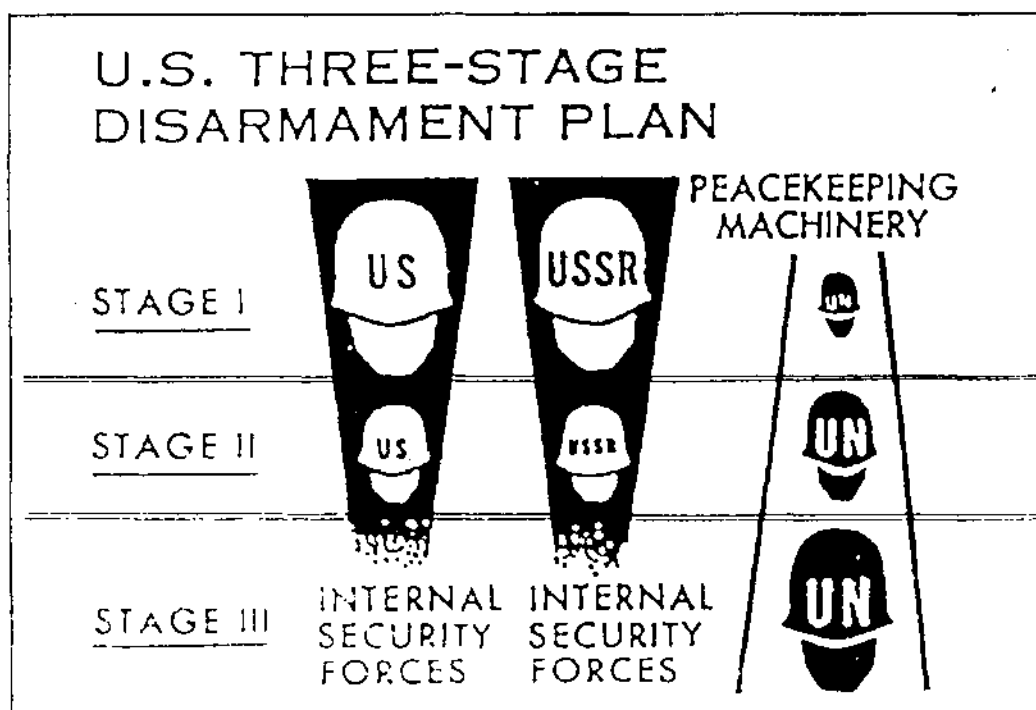 U.S. THREE-STAGE
DISARMAMENT PLAN
PEACEKEEPING
MACHINERY
STAGE I
US
USSR
UN
STAGE II
US
USSR
UN
STAGE III
INTERNAL
SECURITY
FORCES
INTERNAL
SECURITY
FORCES
UN